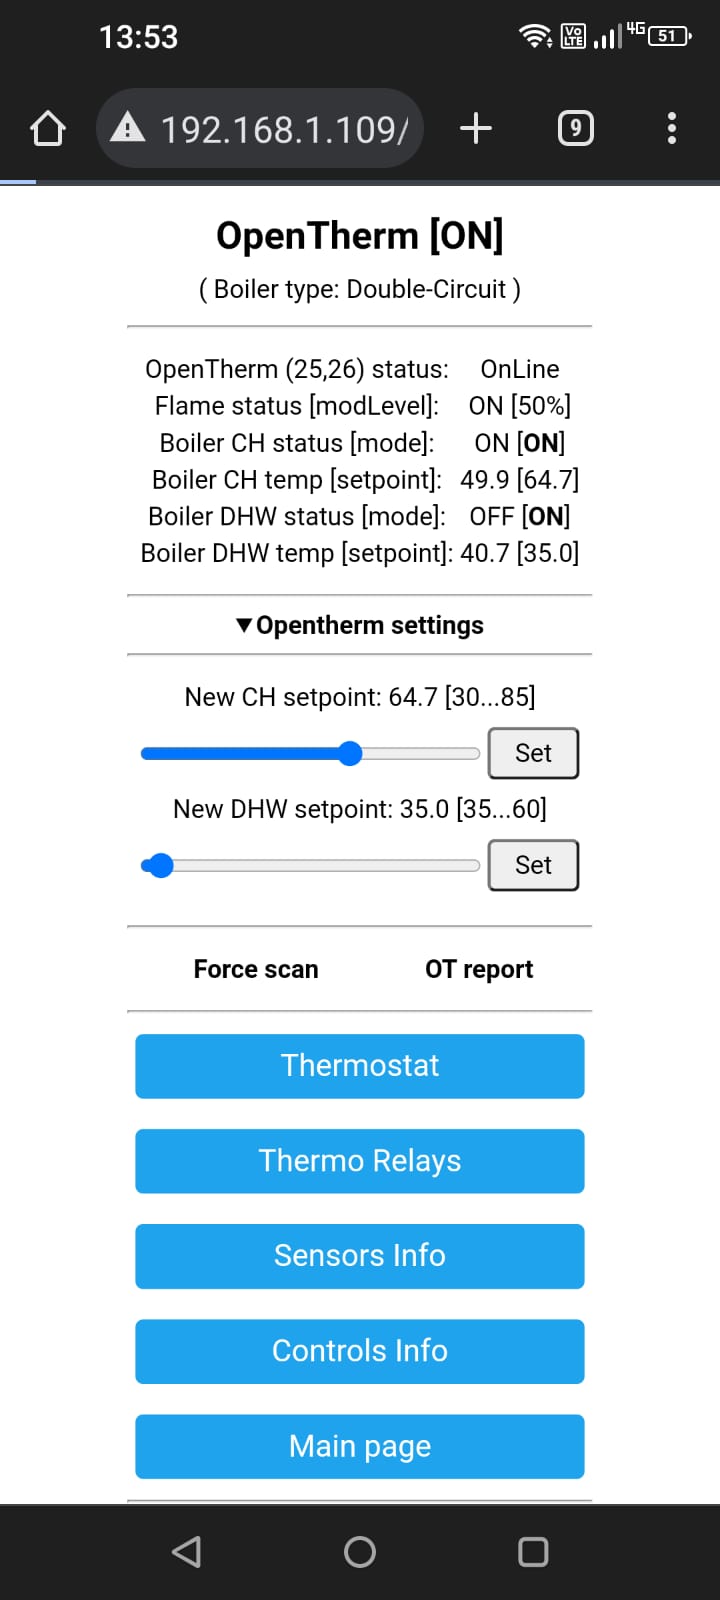 13:53
Vo LTE 4G 51
192.168.1.109/
9
OpenTherm [ON]
( Boiler type: Double-Circuit )
OpenTherm (25,26) status: OnLine
Flame status [modLevel]: ON [50%]
Boiler CH status [mode]: ON [ON]
Boiler CH temp [setpoint]: 49.9 [64.7]
Boiler DHW status [mode]: OFF [ON]
Boiler DHW temp [setpoint]: 40.7 [35.0]
▼Opentherm settings
New CH setpoint: 64.7 [30...85]
Set
New DHW setpoint: 35.0 [35...60]
Set
Force scan OT report
Thermostat
Thermo Relays
Sensors Info
Controls Info
Main page